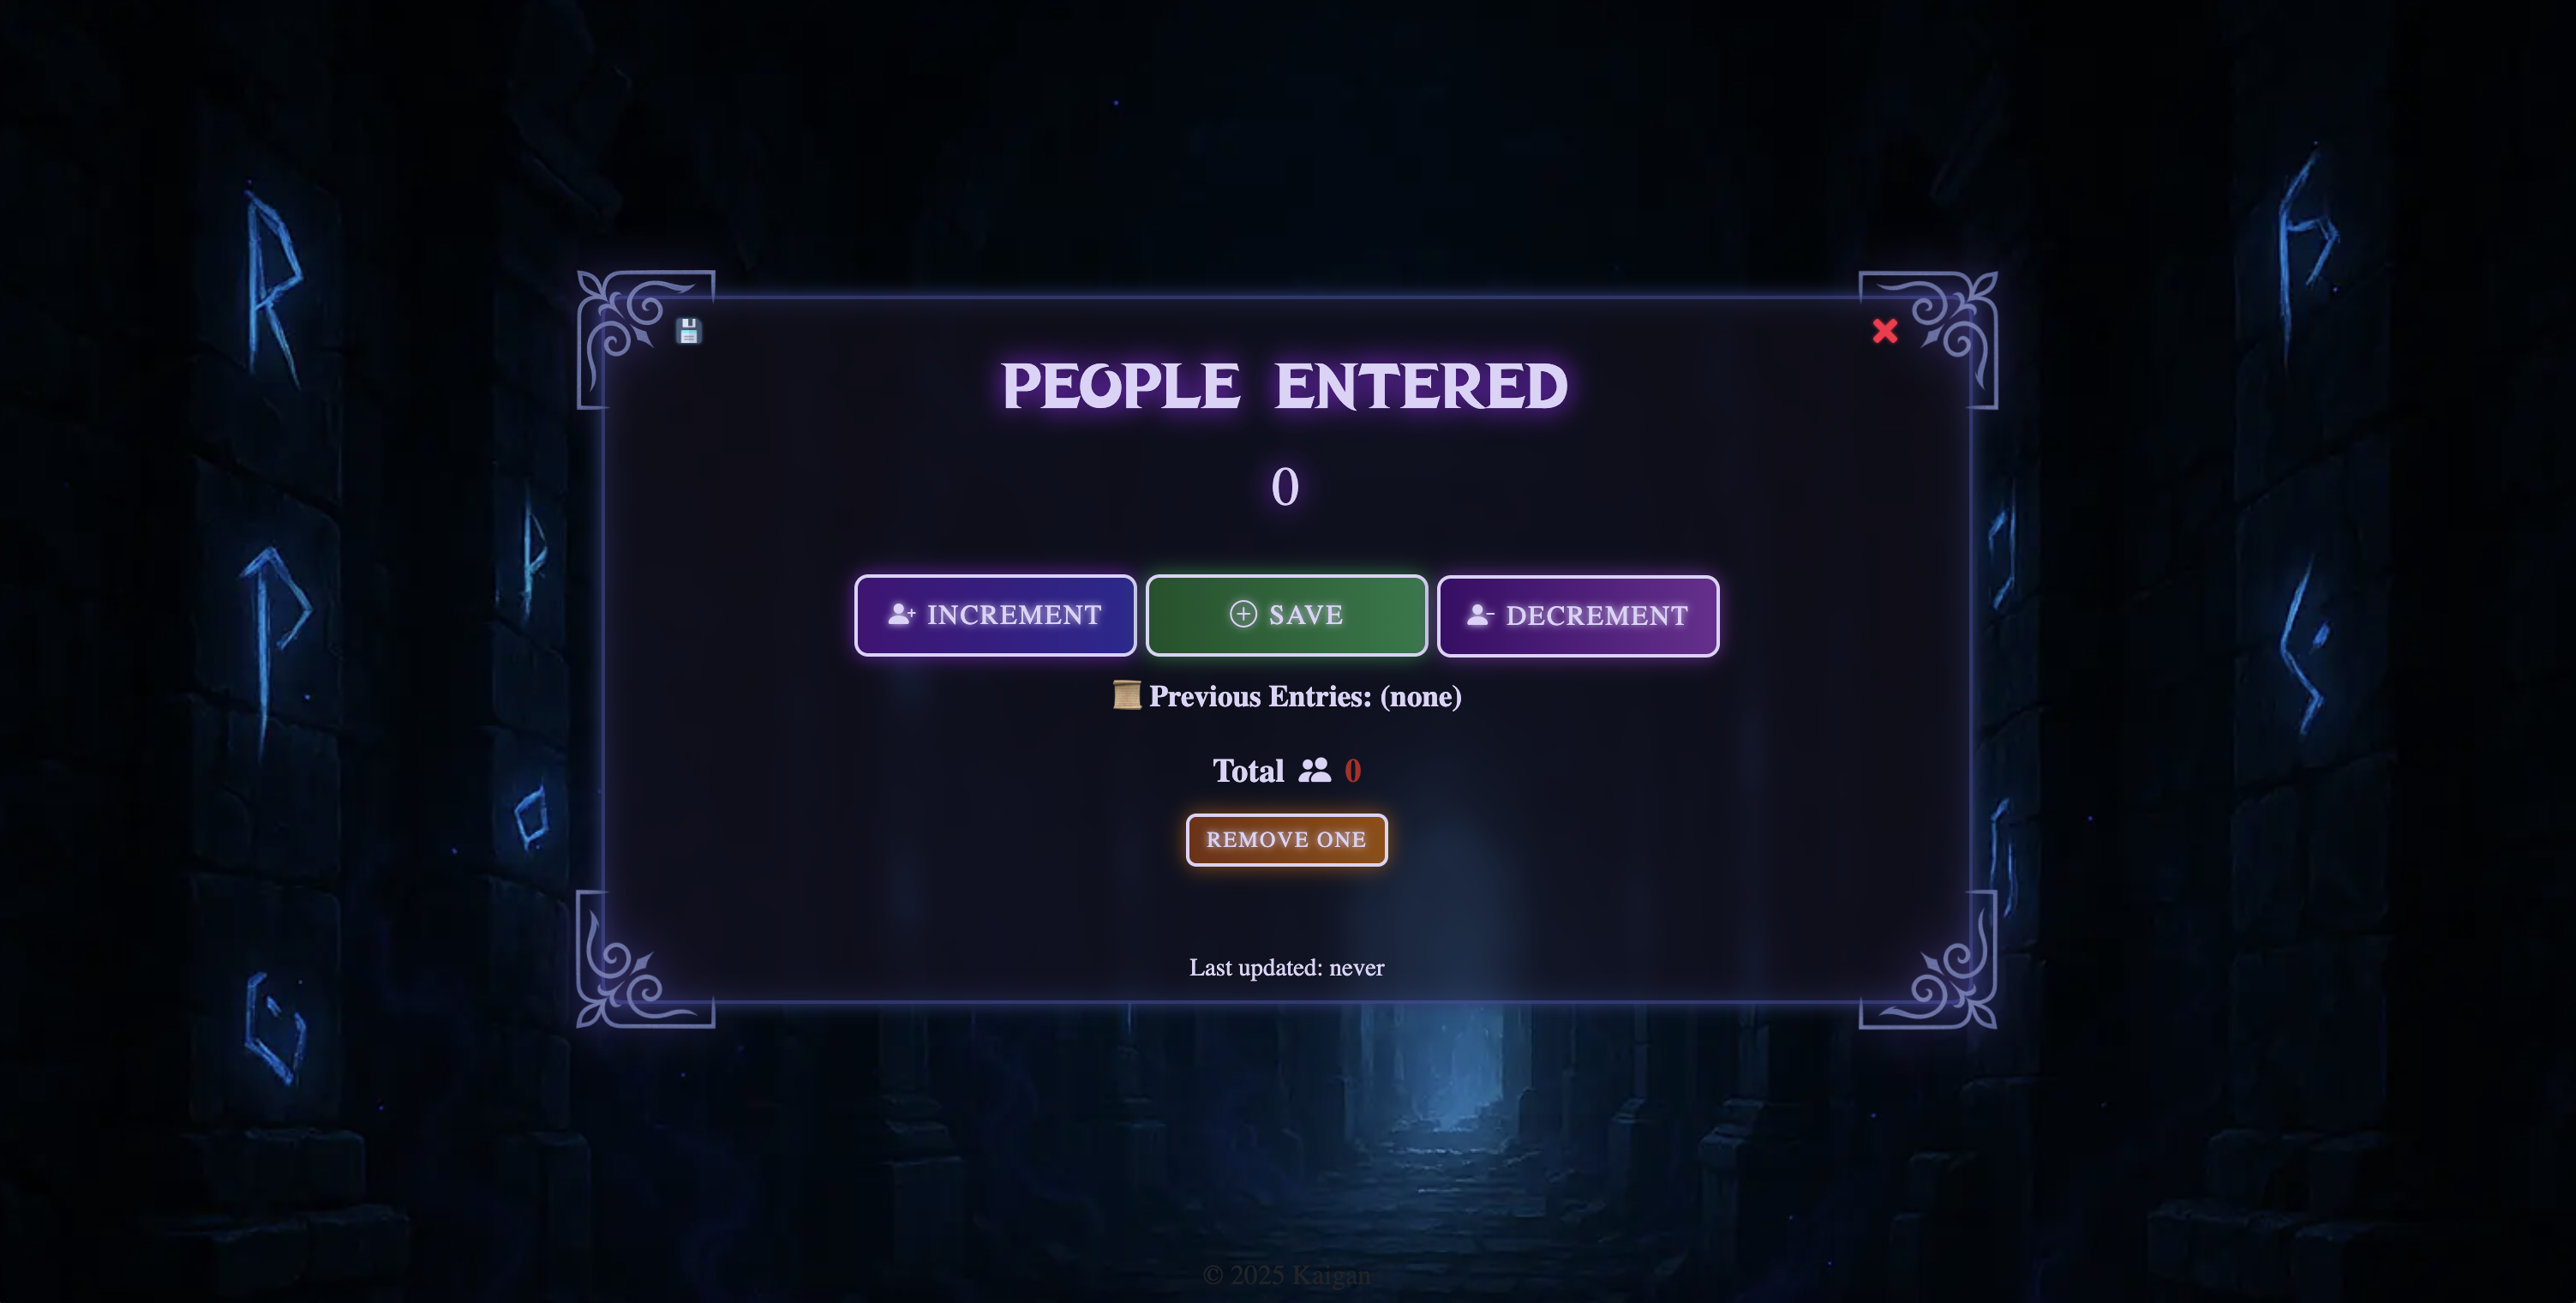 PEOPLE ENTERED
0
INCREMENT
SAVE
DECREMENT
Previous Entries: (none)
Total 0
REMOVE ONE
Last updated: never
© 2025 Kaigan